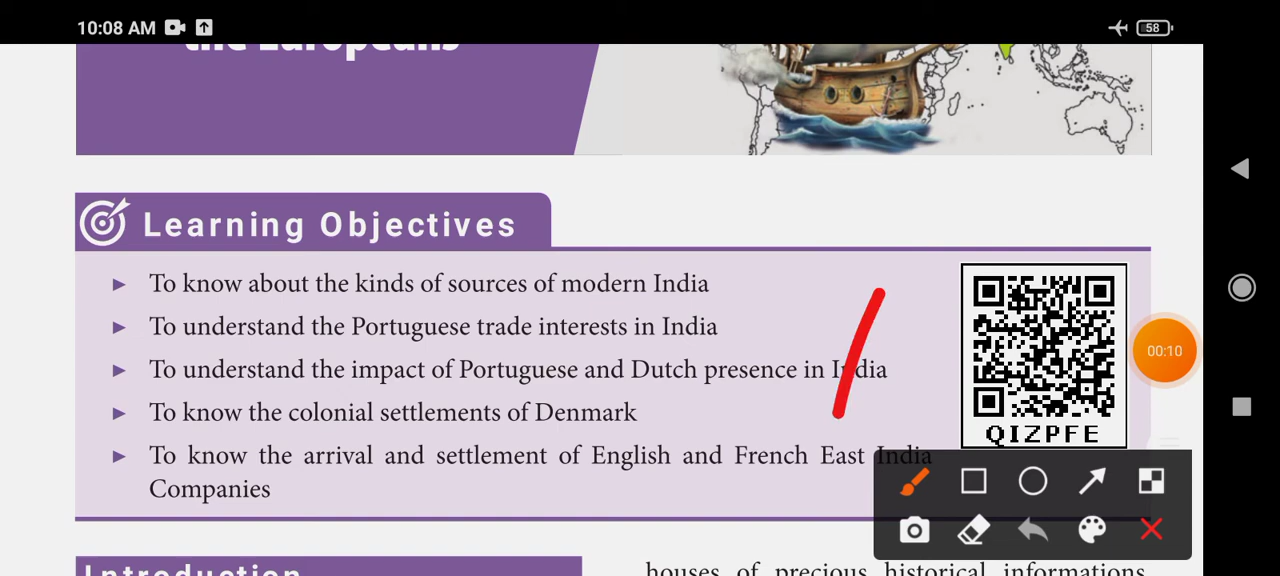 10:08 AM
58
the Europeans
Learning Objectives
► To know about the kinds of sources of modern India
► To understand the Portuguese trade interests in India
► To understand the impact of Portuguese and Dutch presence in India
► To know the colonial settlements of Denmark
► To know the arrival and settlement of English and French East India
Companies
QIZPFE
00:10
Introduction
houses of precious historical informations